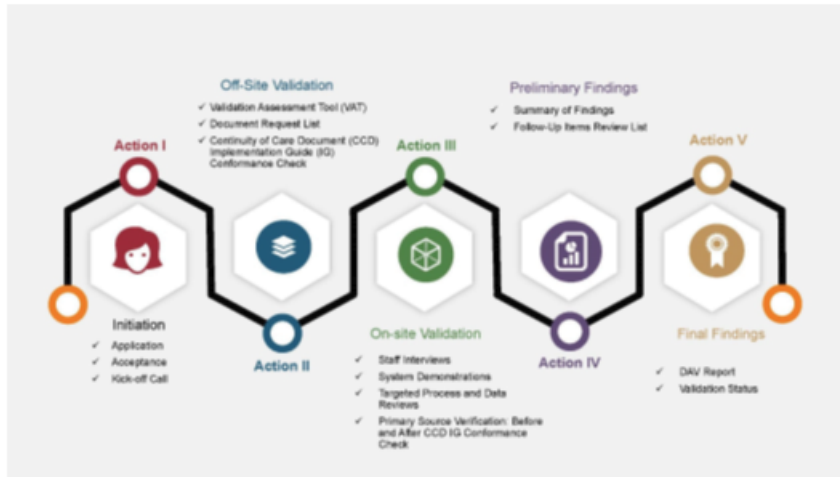 Off-Site Validation
✓ Validation Assessment Tool (VAT)
✓ Document Request List
✓ Continuity of Care Document (CCD)
Implementation Guide (IG)
Conformance Check
Preliminary Findings
✓ Summary of Findings
✓ Follow-Up Items Review List
Action I
Action III
Action V
Initiation
✓ Application
✓ Acceptance
✓ Kick-off Call
Action II
On-site Validation
✓ Staff Interviews
✓ System Demonstrations
✓ Targeted Process and Data
Reviews
✓ Primary Source Verification: Before
and After CCD IG Conformance
Check
Action IV
Final Findings
✓ DAV Report
✓ Validation Status